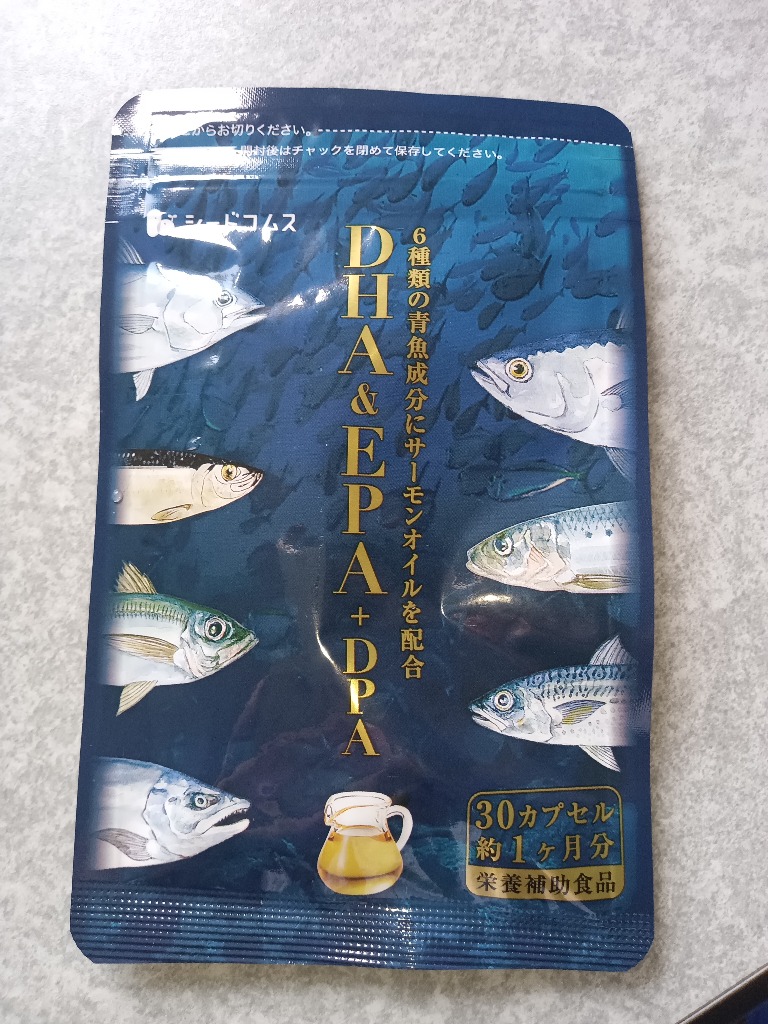 からお切りください。
開封後はチャックを閉めて保存してください。
シードコムス
6種類の青魚成分にサーモンオイルを配合
DHA&EPA+DPA
30カプセル
約1ヶ月分
栄養補助食品